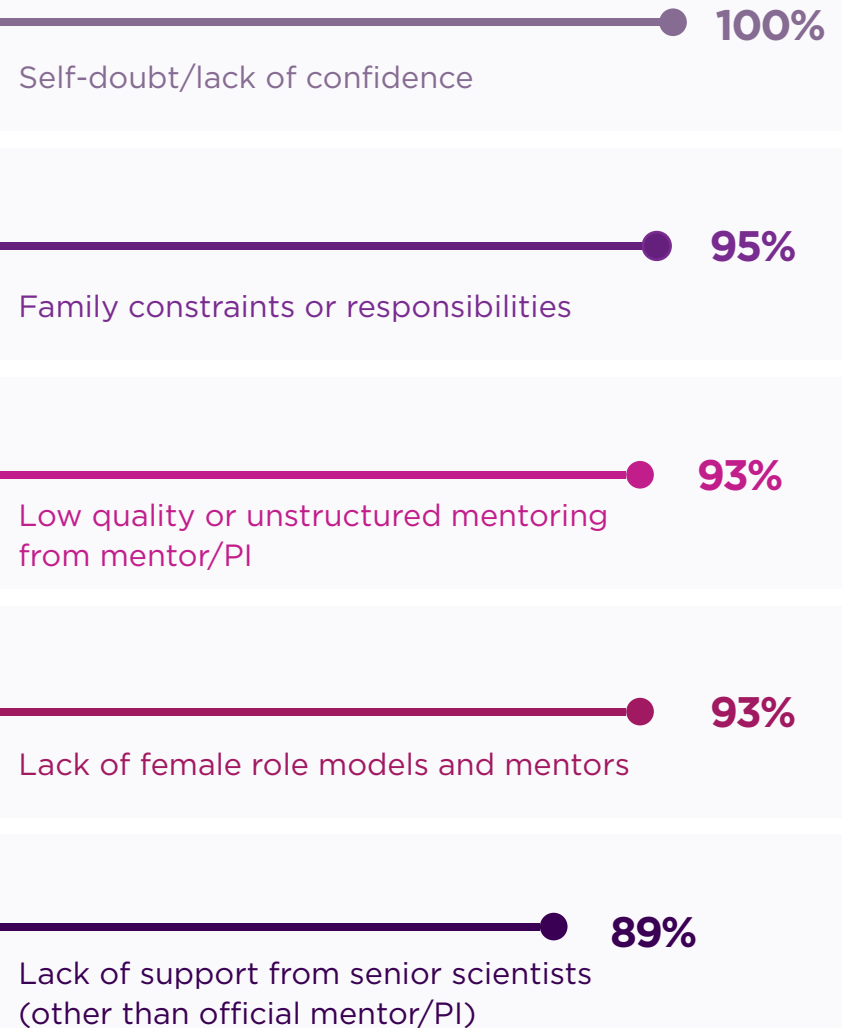 100%
Self-doubt/lack of confidence
95%
Family constraints or responsibilities
93%
Low quality or unstructured mentoring
from mentor/PI
93%
Lack of female role models and mentors
89%
Lack of support from senior scientists
(other than official mentor/PI)